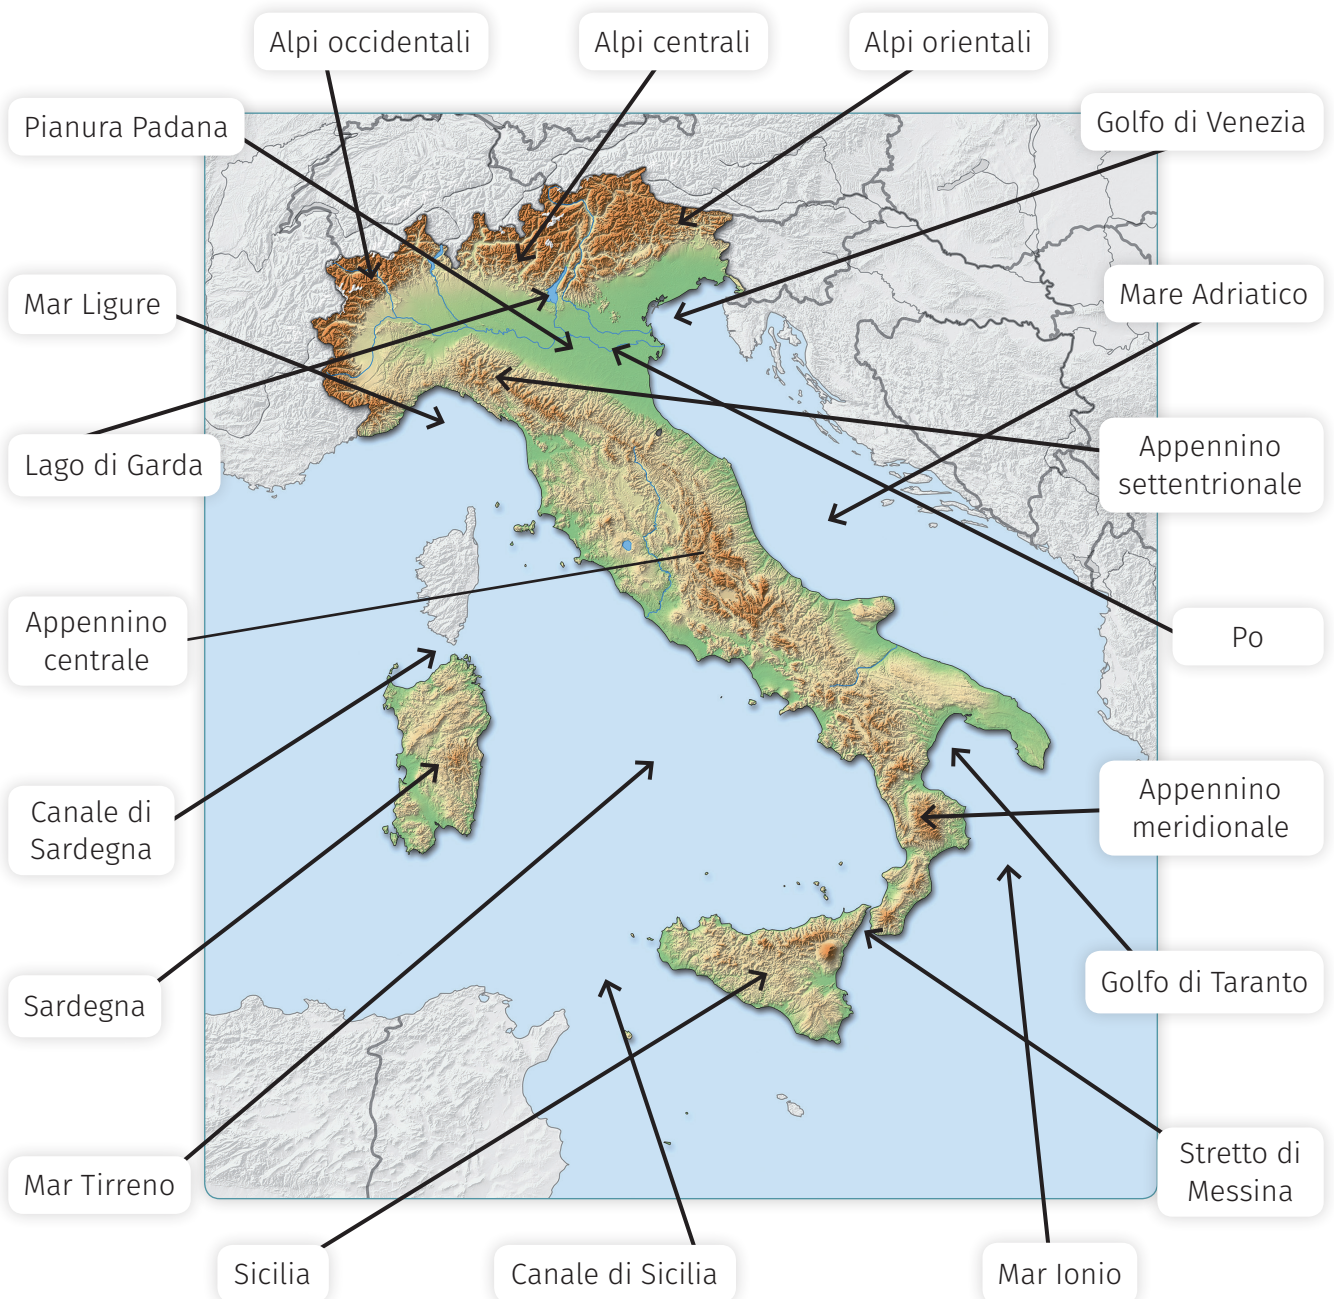 Alpi occidentali
Alpi centrali
Alpi orientali
Pianura Padana
Golfo di Venezia
Mar Ligure
Mare Adriatico
Lago di Garda
Appennino
settentrionale
Appennino
centrale
Po
Canale di
Sardegna
Appennino
meridionale
Sardegna
Golfo di Taranto
Mar Tirreno
Stretto di
Messina
Sicilia
Canale di Sicilia
Mar Ionio